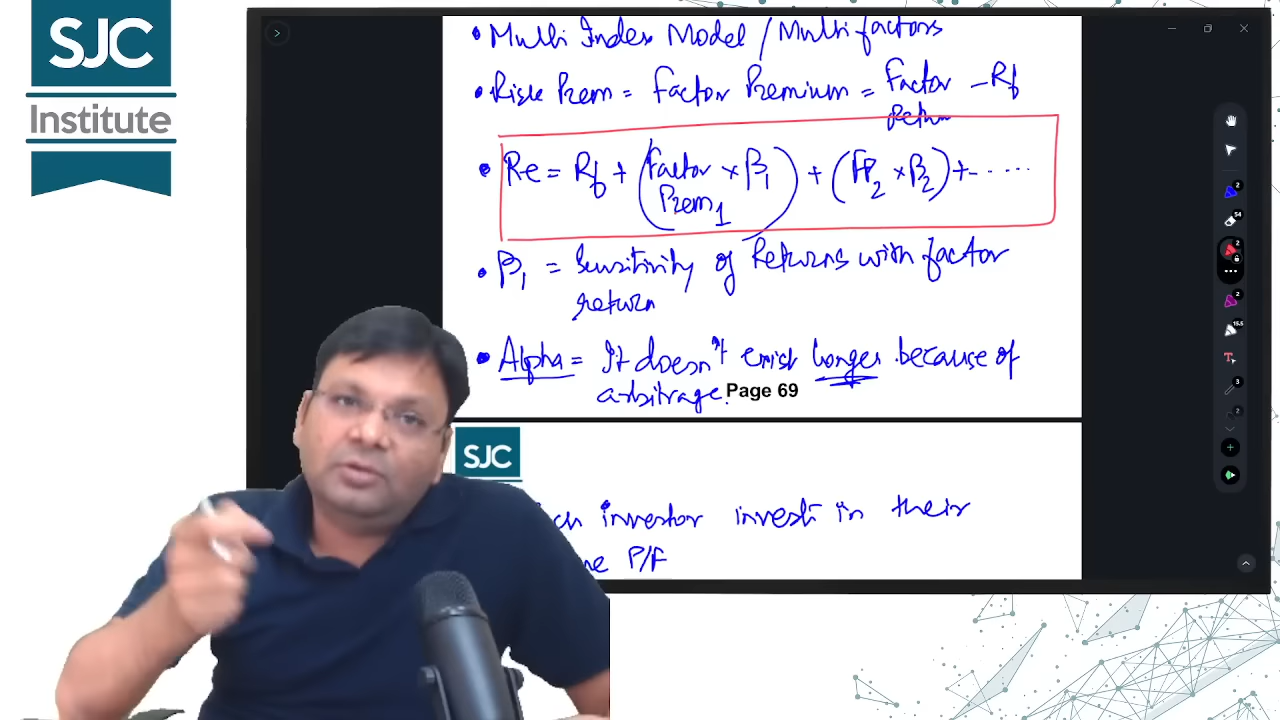 SJC
Institute
• Multi Index Model / Multifactors
• Risk Prem = Factor Premium = Factor Return - Rf
• Re = Rf + (Factor Prem1 × β1) + (FP2 × β2) + - ....
• β1 = Sensitivity of Returns with factor
return
• Alpha = It doesn't exist longer because of
arbitrage.
Page 69
SJC
investor invest in their
P/F